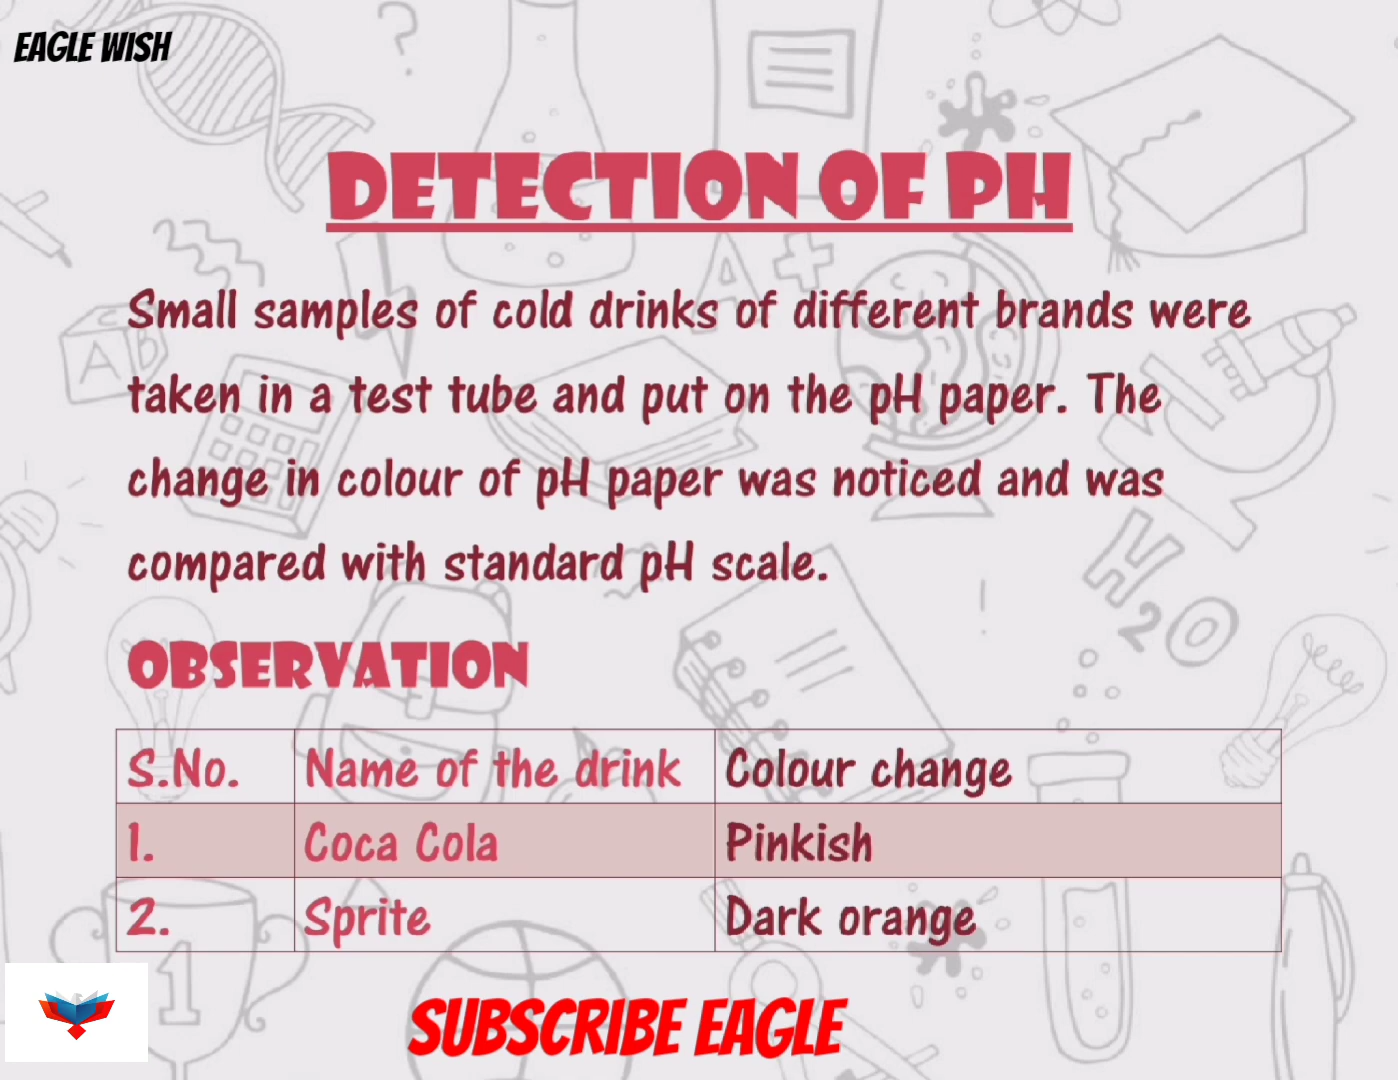 EAGLE WISH
DETECTION OF PH
Small samples of cold drinks of different brands were
taken in a test tube and put on the pH paper. The
change in colour of pH paper was noticed and was
compared with standard pH scale.
OBSERVATION
S.No. Name of the drink Colour change
1. Coca Cola Pinkish
2. Sprite Dark orange
SUBSCRIBE EAGLE
A+
AB
C
H2O
1